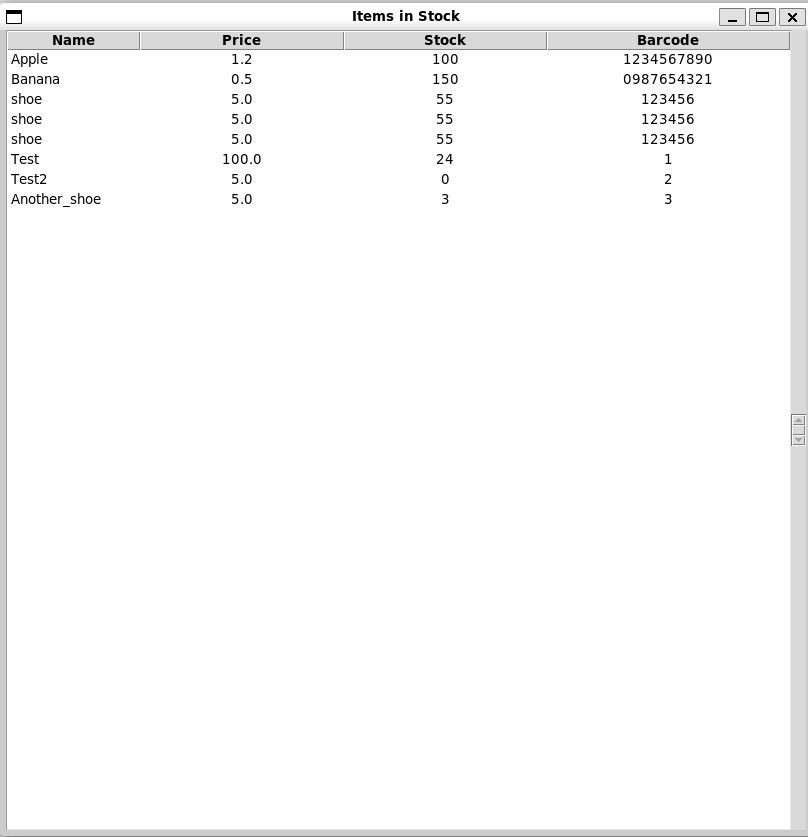 Items in Stock
Name Price Stock Barcode
Apple 1.2 100 1234567890
Banana 0.5 150 0987654321
shoe 5.0 55 123456
shoe 5.0 55 123456
shoe 5.0 55 123456
Test 100.0 24 1
Test2 5.0 0 2
Another_shoe 5.0 3 3